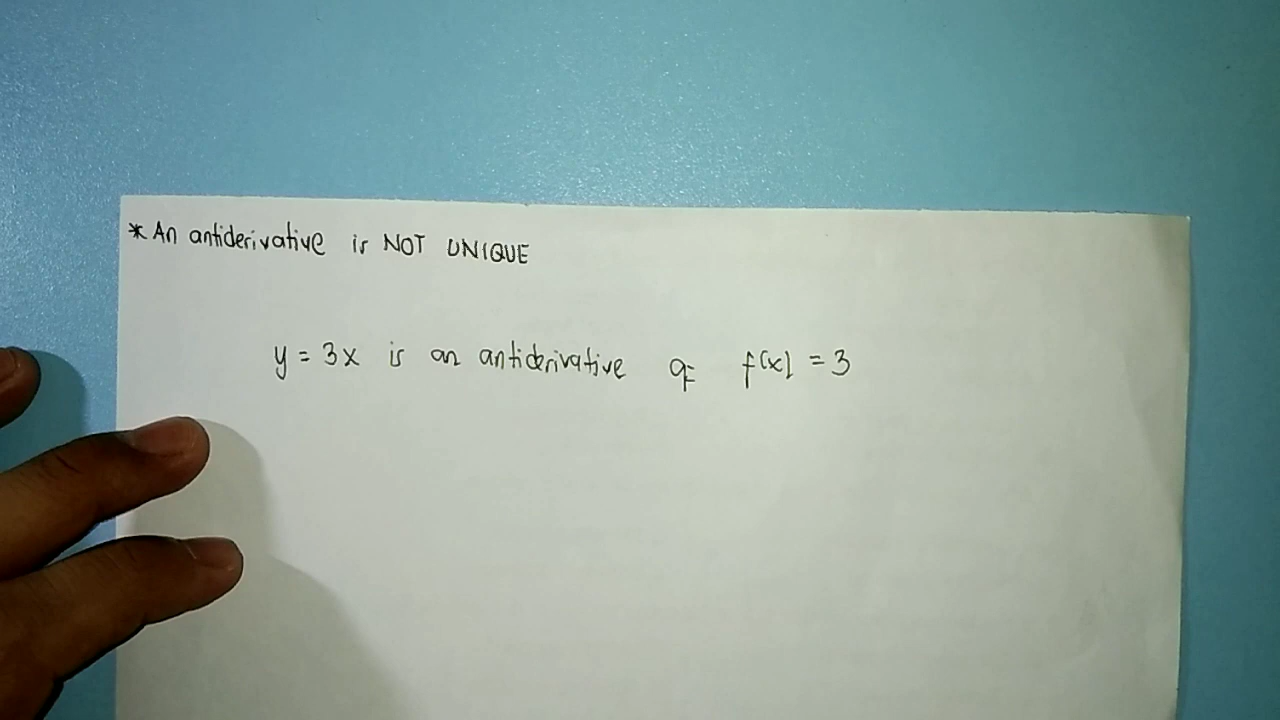 * An antiderivative is NOT UNIQUE
y = 3x is an antiderivative of f(x) = 3